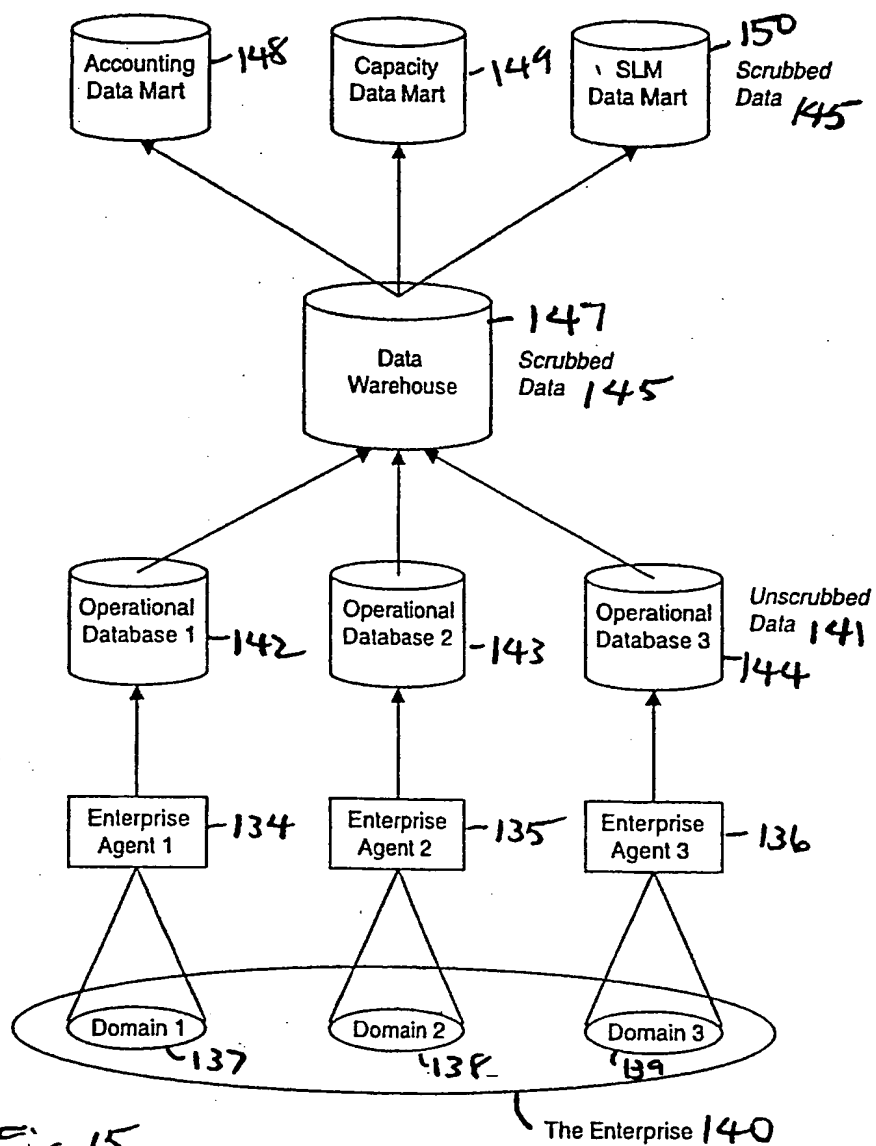 Accounting
Data Mart
148
Capacity
Data Mart
149
SLM
Data Mart
150
Scrubbed
Data 145
Data
Warehouse
147
Scrubbed
Data 145
Operational
Database 1
142
Operational
Database 2
143
Operational
Database 3
144
Unscrubbed
Data 141
Enterprise
Agent 1
134
Enterprise
Agent 2
135
Enterprise
Agent 3
136
Domain 1
137
Domain 2
138
Domain 3
139
The Enterprise 140
Fig. 15